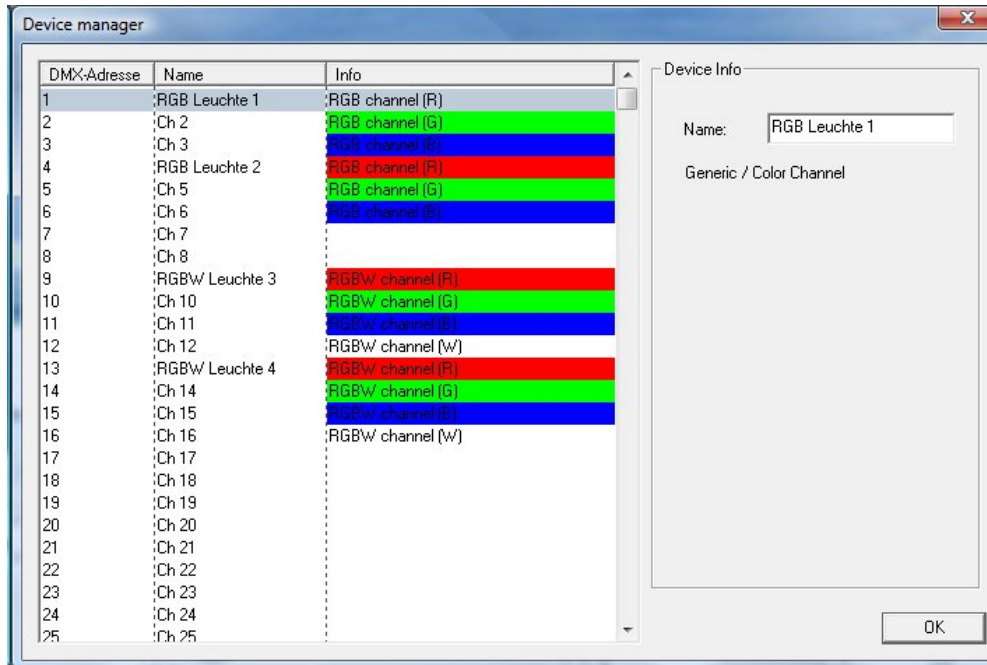 Device manager
DMX-Adresse Name Info
1 RGB Leuchte 1 RGB channel (R)
2 Ch 2 RGB channel (G)
3 Ch 3 RGB channel (B)
4 RGB Leuchte 2 RGB channel (R)
5 Ch 5 RGB channel (G)
6 Ch 6 RGB channel (B)
7 Ch 7
8 Ch 8
9 RGBW Leuchte 3 RGBW channel (R)
10 Ch 10 RGBW channel (G)
11 Ch 11 RGBW channel (B)
12 Ch 12 RGBW channel (W)
13 RGBW Leuchte 4 RGBW channel (R)
14 Ch 14 RGBW channel (G)
15 Ch 15 RGBW channel (B)
16 Ch 16 RGBW channel (W)
17 Ch 17
18 Ch 18
19 Ch 19
20 Ch 20
21 Ch 21
22 Ch 22
23 Ch 23
24 Ch 24
25 Ch 25
Device Info
Name: RGB Leuchte 1
Generic / Color Channel
OK